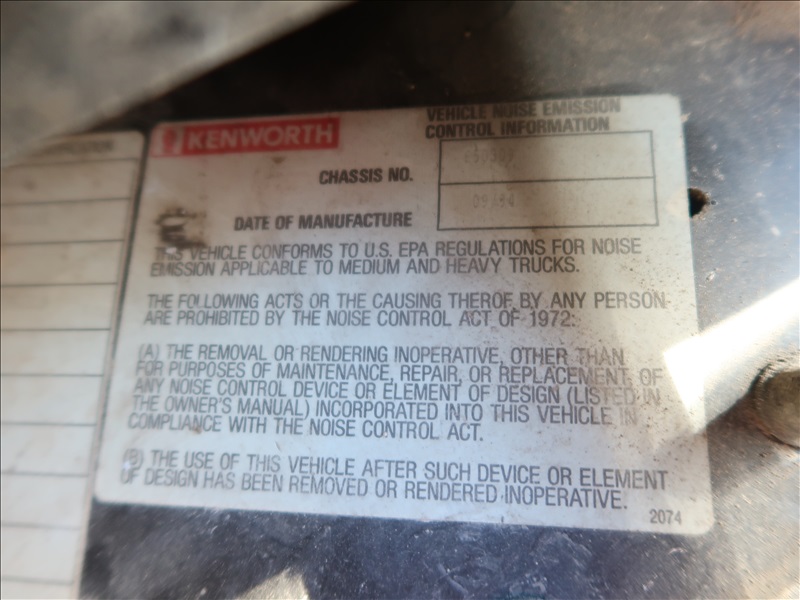 KENWORTH
VEHICLE NOISE EMISSION
CONTROL INFORMATION
CHASSIS NO.
DATE OF MANUFACTURE
THIS VEHICLE CONFORMS TO U.S. EPA REGULATIONS FOR NOISE
EMISSION APPLICABLE TO MEDIUM AND HEAVY TRUCKS.
THE FOLLOWING ACTS OR THE CAUSING THEROF BY ANY PERSON
ARE PROHIBITED BY THE NOISE CONTROL ACT OF 1972:
(A) THE REMOVAL OR RENDERING INOPERATIVE, OTHER THAN
FOR PURPOSES OF MAINTENANCE, REPAIR, OR REPLACEMENT, OF
ANY NOISE CONTROL DEVICE OR ELEMENT OF DESIGN (LISTED IN
THE OWNER'S MANUAL) INCORPORATED INTO THIS VEHICLE IN
COMPLIANCE WITH THE NOISE CONTROL ACT.
(B) THE USE OF THIS VEHICLE AFTER SUCH DEVICE OR ELEMENT
OF DESIGN HAS BEEN REMOVED OR RENDERED INOPERATIVE.
2074